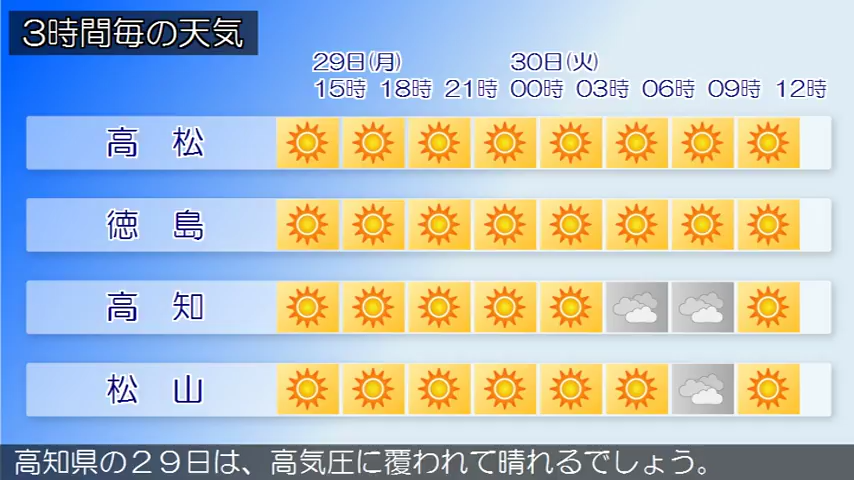 3時間毎の天気
29日(月) 30日(火)
15時 18時 21時 00時 03時 06時 09時 12時
高松
徳島
高知
松山
高知県の29日は、高気圧に覆われて晴れるでしょう。